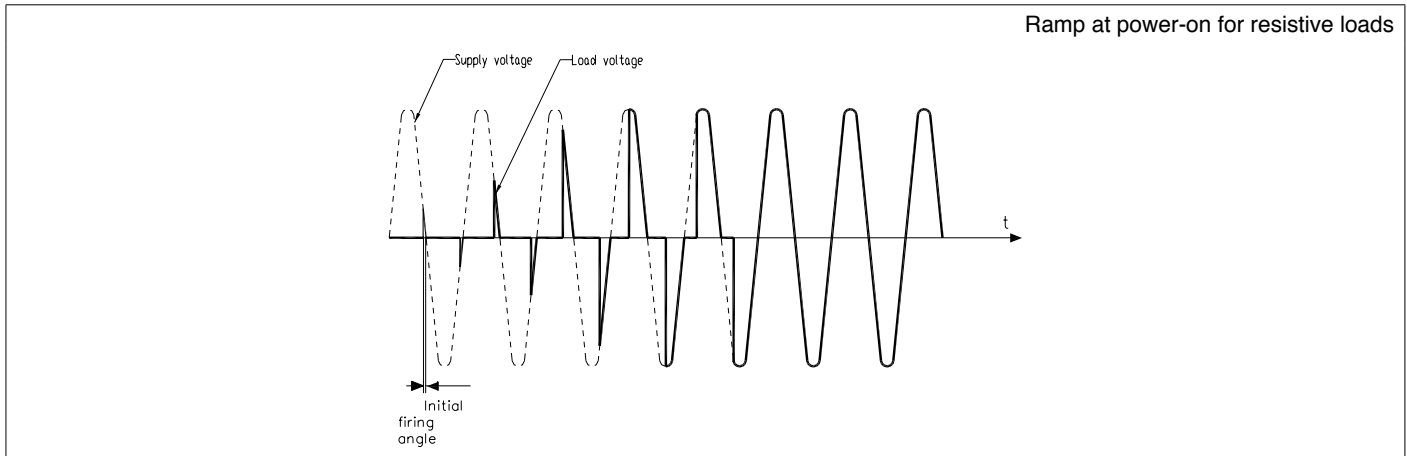 Ramp at power-on for resistive loads
Supply voltage
Load voltage
t
Initial
firing
angle